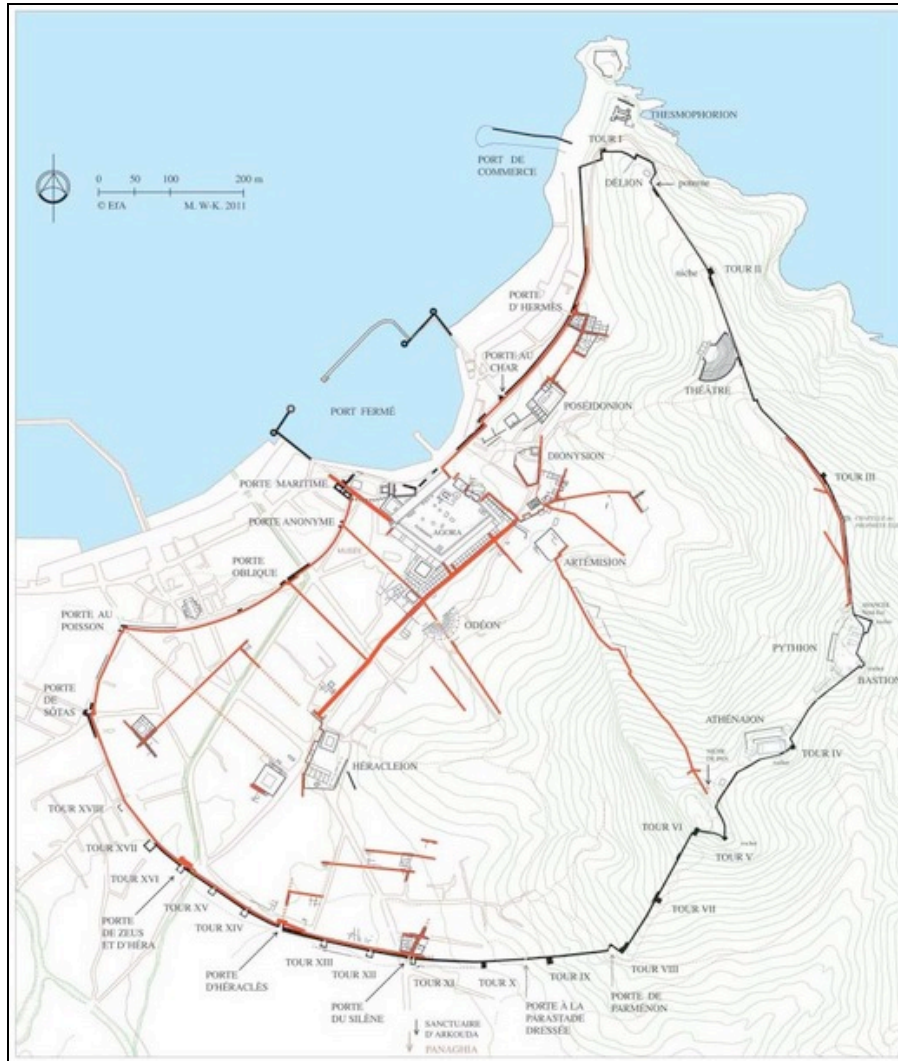 THESMOPHORION
TOUR I
PORT DE
COMMERCE
DÉLION
poterne
0 50 100 200 m
© EfA M. W-K. 2011
niche
TOUR II
PORTE
D'HERMÈS
PORTE AU
CHAR
THÉÂTRE
POSÉIDONION
PORT FERMÉ
DIONYSION
TOUR III
PORTE MARITIME
PORTE ANONYME
AGORA
MUSÉE
ARTÉMISION
PORTE
OBLIQUE
PORTE AU
POISSON
ODÉON
PYTHION
BASTION
PORTE
DE
SÔTAS
ATHÉNAION
TOUR IV
HÉRACLEION
TOUR XVIII
TOUR VI
TOUR V
TOUR XVII
TOUR XVI
TOUR VII
TOUR XV
PORTE
DE ZEUS
ET D'HÉRA
TOUR XIV
TOUR XIII
TOUR XII
TOUR XI
TOUR X
TOUR IX
TOUR VIII
PORTE
D'HÉRACLÈS
PORTE
DU SILÈNE
PORTE À LA
PARASTADE
DRESSÉE
PORTE DE
PARMÉNON
SANCTUAIRE
D'ARKOUDA
PANAGHIA